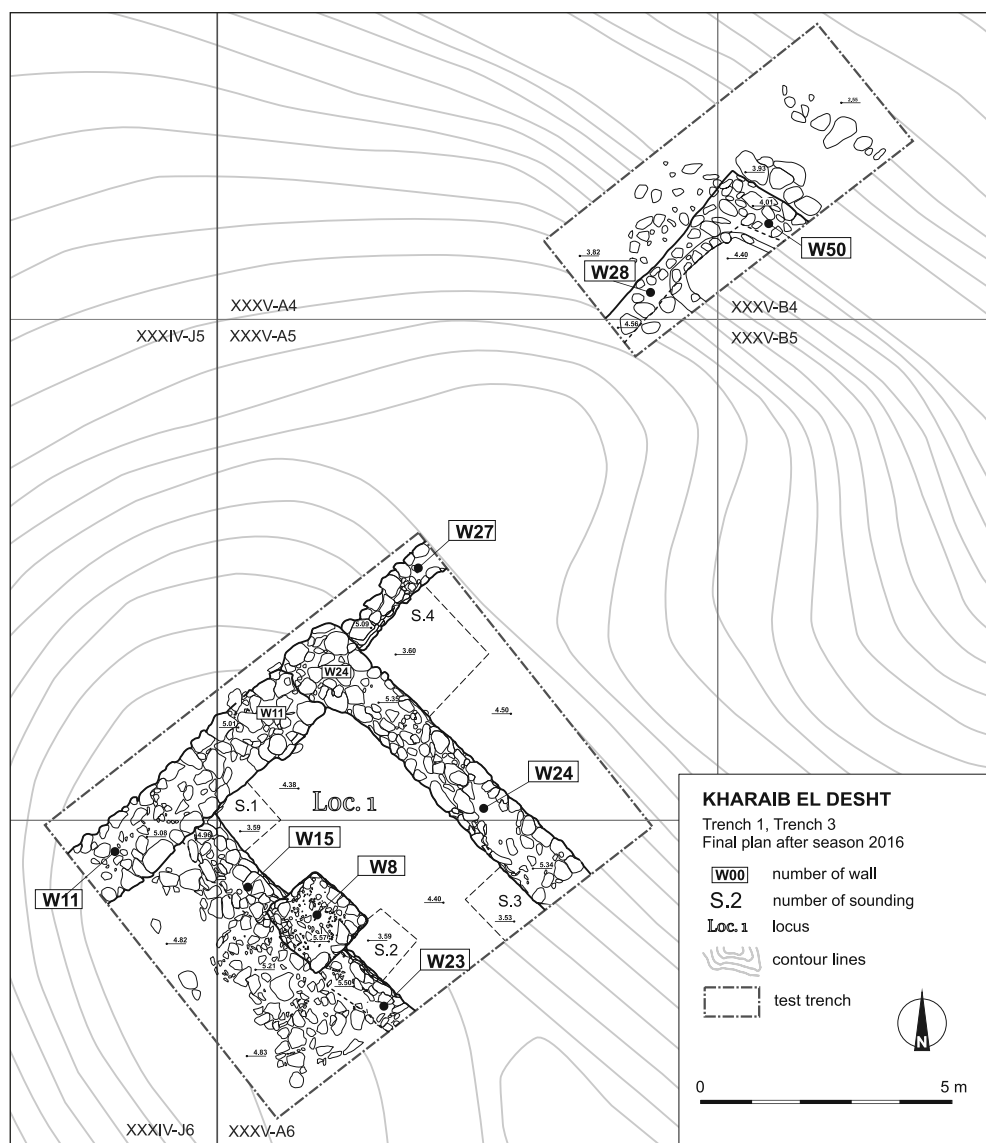 2.55
3.93
4.01
W50
3.82
4.40
W28
4.56
XXXV-A4
XXXV-B4
XXXIV-J5
XXXV-A5
XXXV-B5
W27
S.4
5.09
3.60
W24
5.35
W11
5.01
4.50
4.38
Loc. 1
W24
S.1
3.59
5.08
4.96
W15
W8
W11
5.34
4.40
S.3
3.53
5.57
3.59
S.2
4.82
W23
5.21
5.50
4.83
XXXIV-J6
XXXV-A6
KHARAIB EL DESHT
Trench 1, Trench 3
Final plan after season 2016
W00 number of wall
S.2 number of sounding
Loc. 1 locus
contour lines
test trench
N
0 5 m